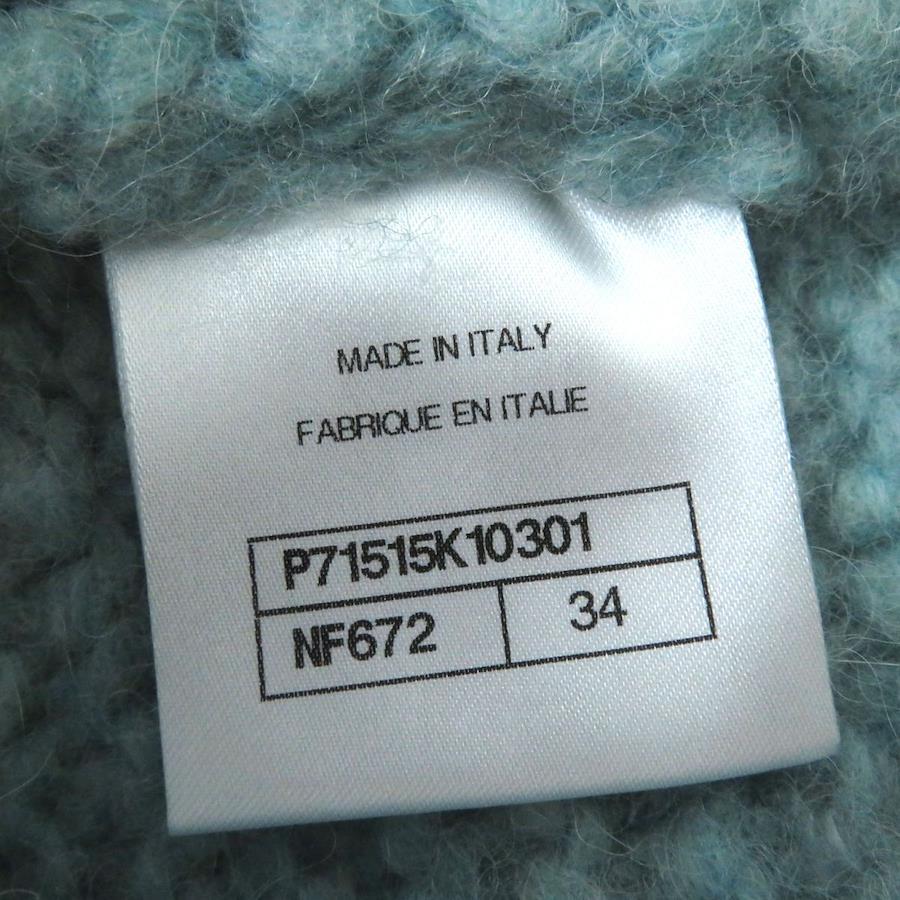 MADE IN ITALY
FABRIQUE EN ITALIE
P71515K10301
NF672 34